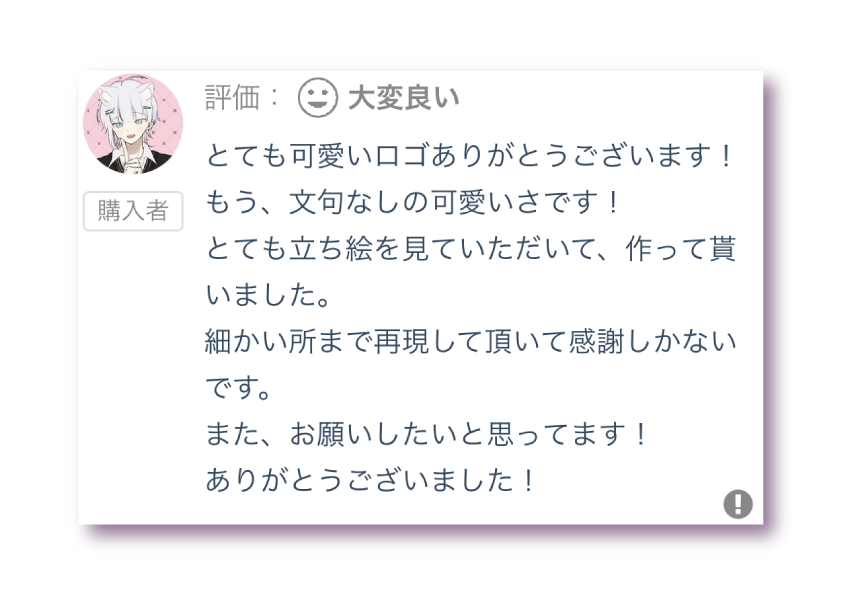 評価： 大変良い
とても可愛いロゴありがとうございます！
購入者
もう、文句なしの可愛いさです！
とても立ち絵を見ていただいて、作って貰
いました。
細かい所まで再現して頂いて感謝しかない
です。
また、お願いしたいと思ってます！
ありがとうございました！